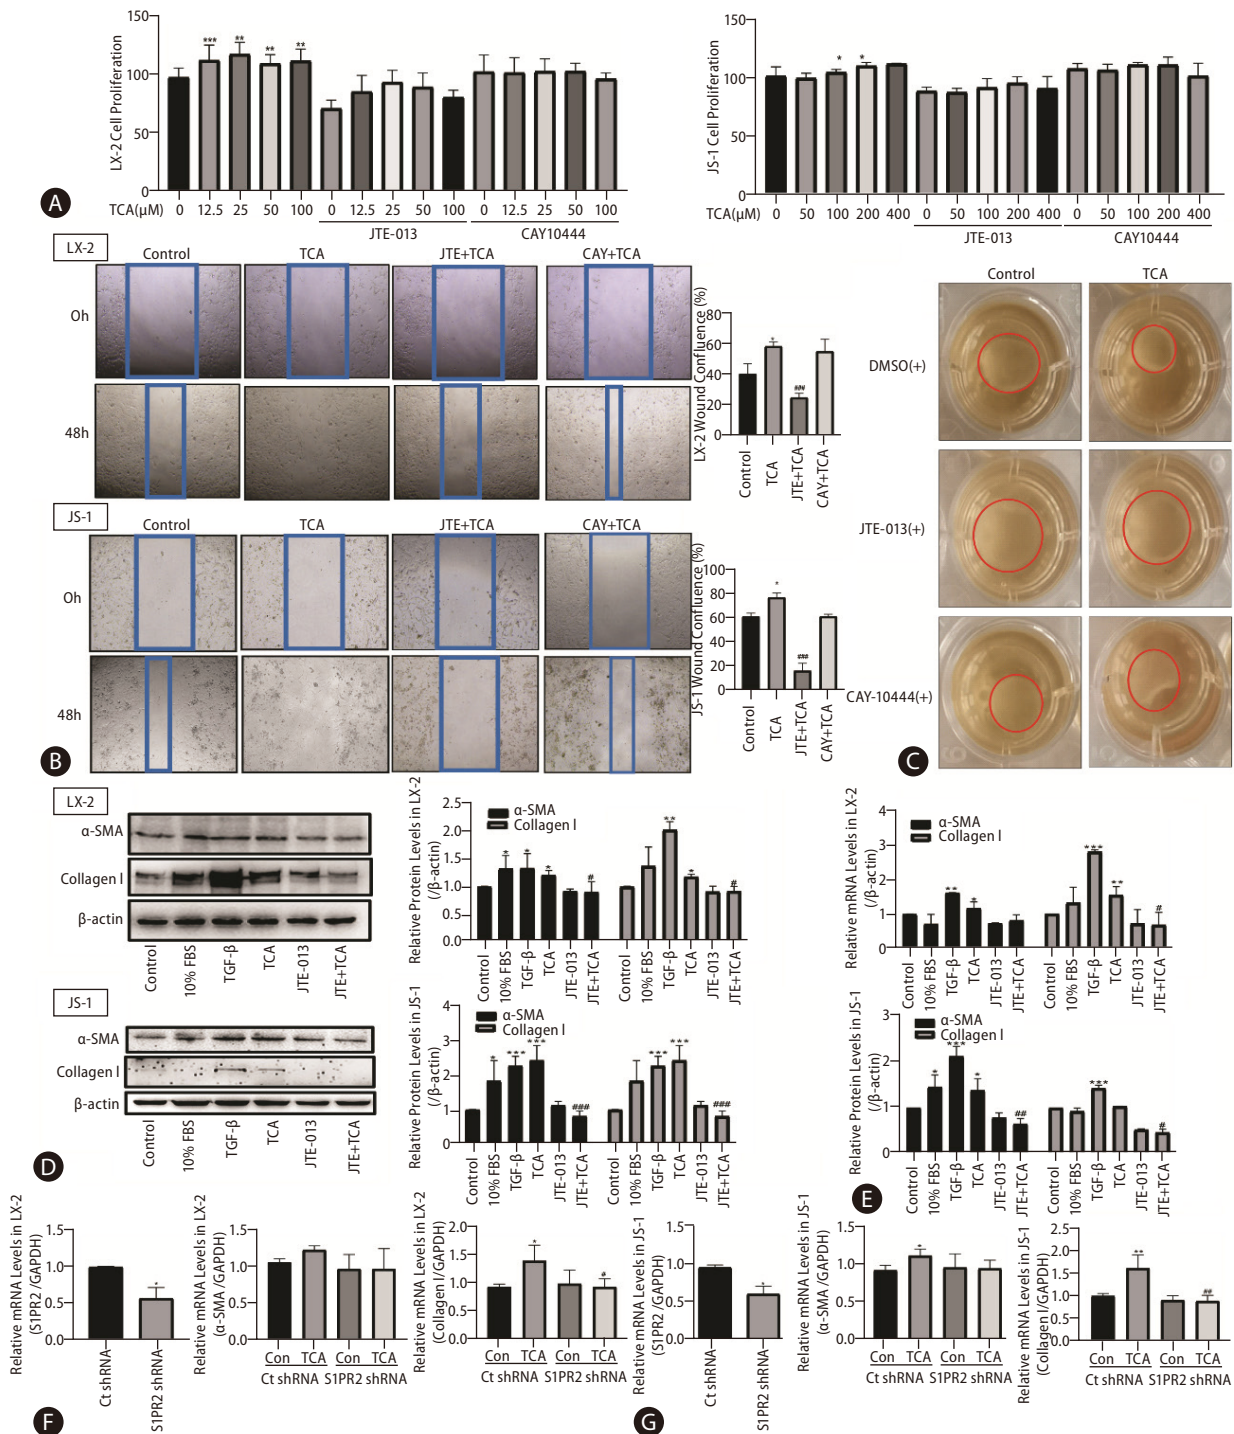 150
100
50
0
LX-2 Cell Proliferation
*** ** ** **
TCA(μM) 0 12.5 25 50 100 0 12.5 25 50 100 0 12.5 25 50 100
JTE-013 CAY10444
A
150
100
50
0
JS-1 Cell Proliferation
* *
TCA(μM) 0 50 100 200 400 0 50 100 200 400 0 50 100 200 400
JTE-013 CAY10444
LX-2
Control TCA JTE+TCA CAY+TCA
0h
48h
LX-2 Wound Confluence (%)
80
60
40
20
0
* ###
Control TCA JTE+TCA CAY+TCA
JS-1
Control TCA JTE+TCA CAY+TCA
0h
48h
B
JS-1 Wound Confluence (%)
100
80
60
40
20
0
* ###
Control TCA JTE+TCA CAY+TCA
Control TCA
DMSO(+)
JTE-013(+)
CAY-10444(+)
C
LX-2
α-SMA
Collagen I
β-actin
Control 10% FBS TGF-β TCA JTE-013 JTE+TCA
JS-1
α-SMA
Collagen I
β-actin
Control 10% FBS TGF-β TCA JTE-013 JTE+TCA
D
Relative Protein Levels in LX-2
(/β-actin)
2.5
2.0
1.5
1.0
0.5
0.0
α-SMA
Collagen I
* * * # ** * #
Control 10% FBS TGF-β TCA JTE-013 JTE+TCA Control 10% FBS TGF-β TCA JTE-013 JTE+TCA
Relative Protein Levels in JS-1
(/β-actin)
4
3
2
1
0
α-SMA
Collagen I
* *** *** ### *** *** ###
Control 10% FBS TGF-β TCA JTE-013 JTE+TCA Control 10% FBS TGF-β TCA JTE-013 JTE+TCA
Relative mRNA Levels in LX-2
(/β-actin)
4
3
2
1
0
α-SMA
Collagen I
** * *** ** #
Control 10% FBS TGF-β TCA JTE-013 JTE+TCA Control 10% FBS TGF-β TCA JTE-013 JTE+TCA
Relative Protein Levels in JS-1
(/β-actin)
3
2
1
0
α-SMA
Collagen I
* *** * ## *** #
Control 10% FBS TGF-β TCA JTE-013 JTE+TCA Control 10% FBS TGF-β TCA JTE-013 JTE+TCA
E
Relative mRNA Levels in LX-2
(S1PR2 /GAPDH)
1.5
1.0
0.5
0.0
*
Ct shRNA S1PR2 shRNA
F
Relative mRNA Levels in LX-2
(α-SMA /GAPDH)
1.5
1.0
0.5
0.0
Con TCA Con TCA
Ct shRNA S1PR2 shRNA
Relative mRNA Levels in LX-2
(Collagen I/GAPDH)
2.0
1.5
1.0
0.5
0.0
* #
Con TCA Con TCA
Ct shRNA S1PR2 shRNA
Relative mRNA Levels in JS-1
(S1PR2 /GAPDH)
1.5
1.0
0.5
0.0
*
Ct shRNA S1PR2 shRNA
G
Relative mRNA Levels in JS-1
(α-SMA /GAPDH)
1.5
1.0
0.5
0.0
*
Con TCA Con TCA
Ct shRNA S1PR2 shRNA
Relative mRNA Levels in JS-1
(Collagen I/GAPDH)
2.5
2.0
1.5
1.0
0.5
0.0
** ##
Con TCA Con TCA
Ct shRNA S1PR2 shRNA